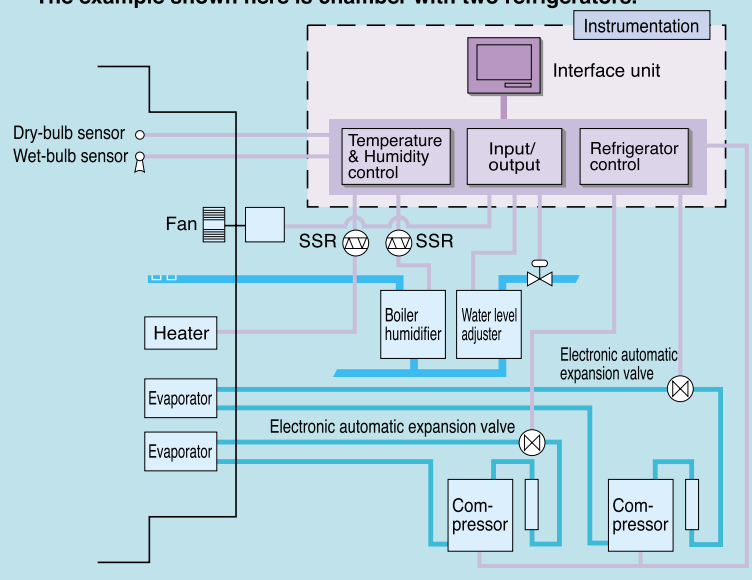 The example shown here is chamber with two refrigerators.
Instrumentation
Interface unit
Dry-bulb sensor
Wet-bulb sensor
Temperature
& Humidity
control
Input/
output
Refrigerator
control
Fan
SSR
SSR
Boiler
humidifier
Water level
adjuster
Heater
Electronic automatic
expansion valve
Evaporator
Electronic automatic expansion valve
Evaporator
Com-
pressor
Com-
pressor